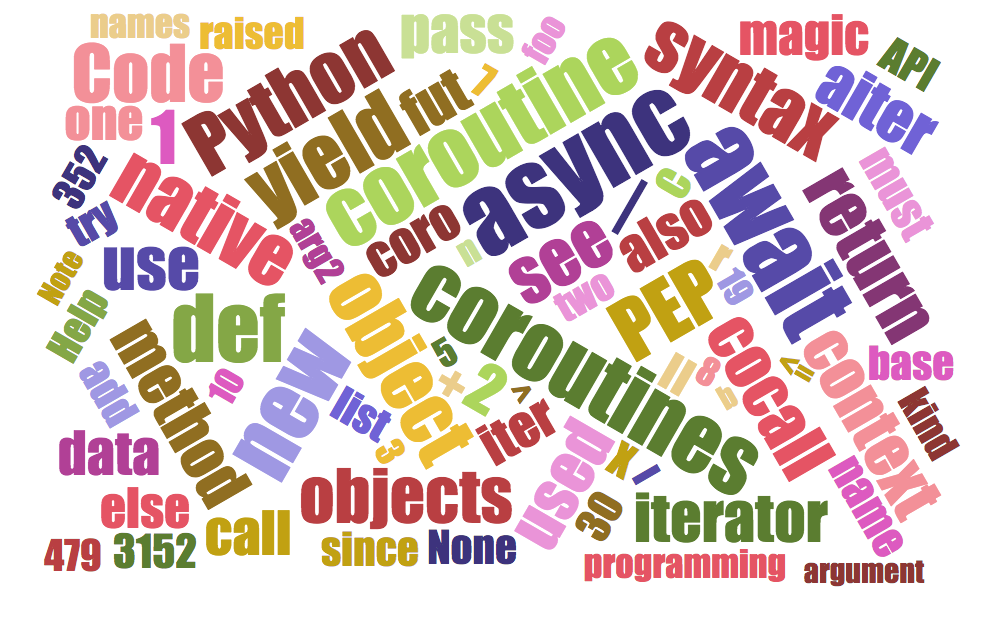 names
raised
pass
foo
magic
API
Code
Python
coroutine
syntax
aiter
one
1
yield
fut
7
async
352
native
try
coro
n
/
c
await
must
arg2
see
also
return
use
Note
Help
def
object
two
PEP
r
19
coroutines
method
new
5
+
2
^
||
8
b
cocall
context
base
add
10
list
3
iter
used
x
/
kind
data
objects
30
iterator
name
else
call
479
3152
since
None
programming
argument